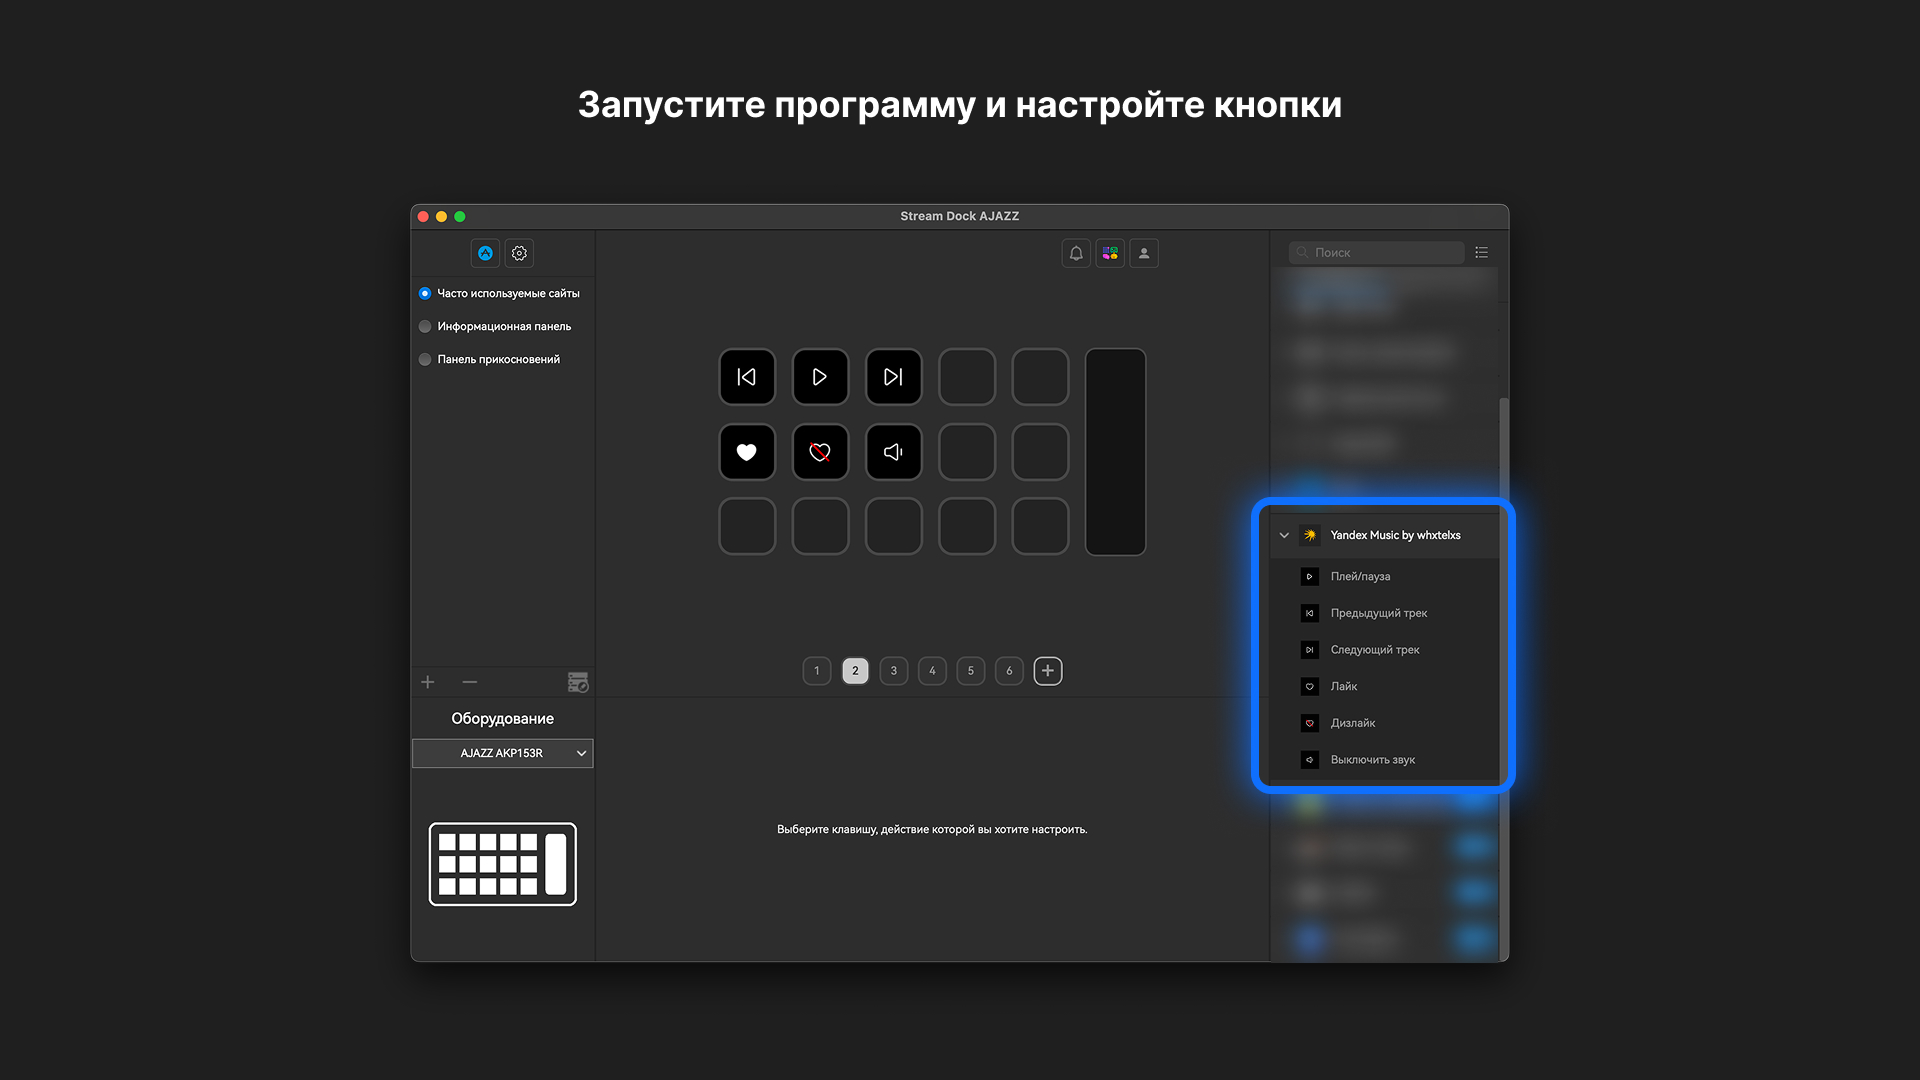 Запустите программу и настройте кнопки
Stream Dock AJAZZ
Поиск
Часто используемые сайты
Информационная панель
Панель прикосновений
1
2
3
4
5
6
Оборудование
AJAZZ AKP153R
Выберите клавишу, действие которой вы хотите настроить.
Yandex Music by whxtelxs
Плей/пауза
Предыдущий трек
Следующий трек
Лайк
Дизлайк
Выключить звук